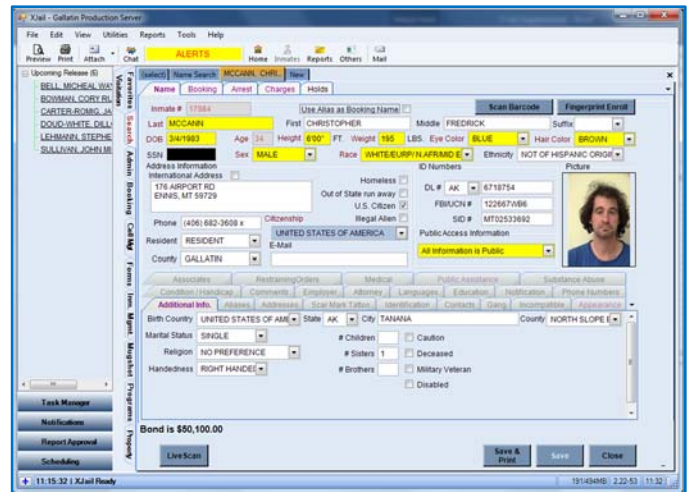 XJail - Gallatin Production Server
File Edit View Utilities Reports Tools Help
Preview Print Attach Chat ALERTS Home Inmates Reports Others Mail
Upcoming Release (6)
BELL, MICHEAL WAY
BOWMAN, CORY RL
CARTER-ROMIG, JA
DOUD-WHITE, DILL
LEHMANN, STEPHE
SULLIVAN, JOHN MI
Visitation
Favorites Search Admin Booking Cell Mgt Forms Inm. Mgmt. Mugshot Programs Property
(select) Name Search MCCANN, CHRI.. New
Name Booking Arrest Charges Holds
Inmate # 17884 Use Alias as Booking Name Scan Barcode Fingerprint Enroll
Last MCCANN First CHRISTOPHER Middle FREDRICK Suffix
DOB 3/4/1983 Age 34 Height 6'00" FT. Weight 195 LBS. Eye Color BLUE Hair Color BROWN
SSN Sex MALE Race WHITE/EURP/N.AFR/MID E Ethnicity NOT OF HISPANIC ORIGI
Address Information ID Numbers Picture
International Address Homeless
176 AIRPORT RD Out of State run away DL # AK 6718754
ENNIS, MT 59729 U.S. Citizen FBI/UCN # 122667WB6
Illegal Alien SID # MT02533692
Phone (406) 682-3608 x Citizenship Public Access Information
UNITED STATES OF AMERICA
Resident RESIDENT E-Mail All Information is Public
County GALLATIN
Associates RestrainingOrders Medical Public Assistance Substance Abuse
Condition / Handicap Comments Employer Attorney Languages Education Notification Phone Numbers
Additional Info. Aliases Addresses Scar Mark Tattoo Identification Contacts Gang Incompatible Appearance
Birth Country UNITED STATES OF AME State AK City TANANA County NORTH SLOPE
Marital Status SINGLE # Children Caution
Religion NO PREFERENCE # Sisters 1 Deceased
Handedness RIGHT HANDED # Brothers Military Veteran
Disabled
Task Manager
Notifications
Report Approval
Scheduling
Bond is $50,100.00
LiveScan Save & Print Save Close
11:15:32 | XJail Ready 191/494MB 2.22-53 11:32